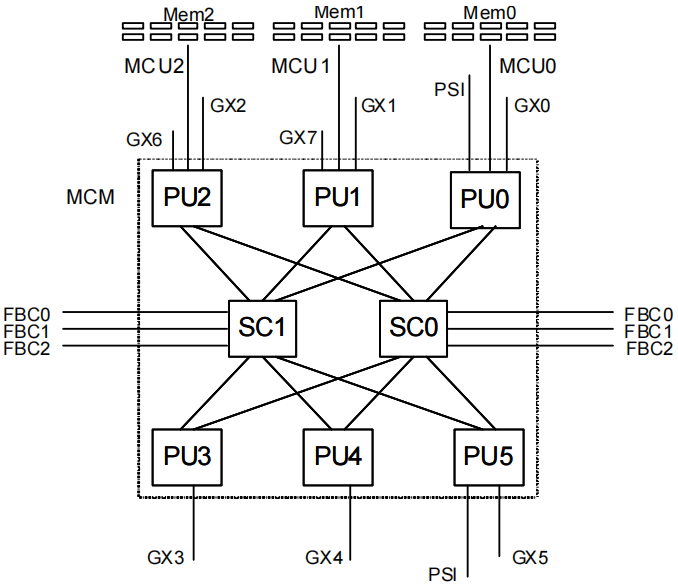 Mem2 Mem1 Mem0
MCU2 MCU1 MCU0
PSI
GX2 GX1 GX0
GX6 GX7
MCM PU2 PU1 PU0
FBC0 SC1 SC0 FBC0
FBC1 FBC1
FBC2 FBC2
PU3 PU4 PU5
GX3 GX4 GX5
PSI